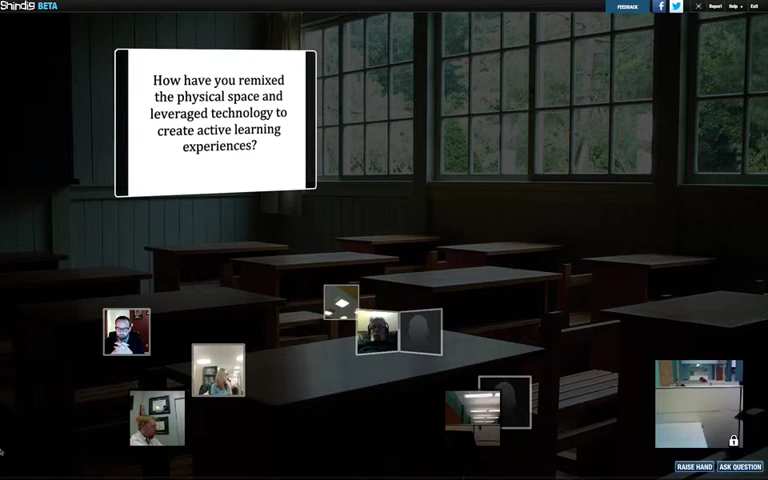 Shindig BETA
FEEDBACK
Report Help Exit
How have you remixed
the physical space and
leveraged technology to
create active learning
experiences?
RAISE HAND ASK QUESTION